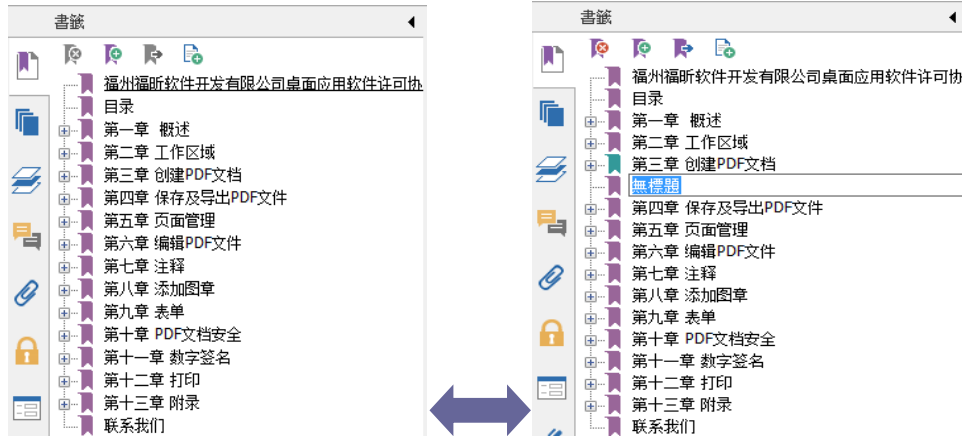 書籤
福州福昕软件开发有限公司桌面应用软件许可协
目录
第一章 概述
第二章 工作区域
第三章 创建PDF文档
第四章 保存及导出PDF文件
第五章 页面管理
第六章 编辑PDF文件
第七章 注释
第八章 添加图章
第九章 表单
第十章 PDF文档安全
第十一章 数字签名
第十二章 打印
第十三章 附录
联系我们
書籤
福州福昕软件开发有限公司桌面应用软件许可协
目录
第一章 概述
第二章 工作区域
第三章 创建PDF文档
無標題
第四章 保存及导出PDF文件
第五章 页面管理
第六章 编辑PDF文件
第七章 注释
第八章 添加图章
第九章 表单
第十章 PDF文档安全
第十一章 数字签名
第十二章 打印
第十三章 附录
联系我们